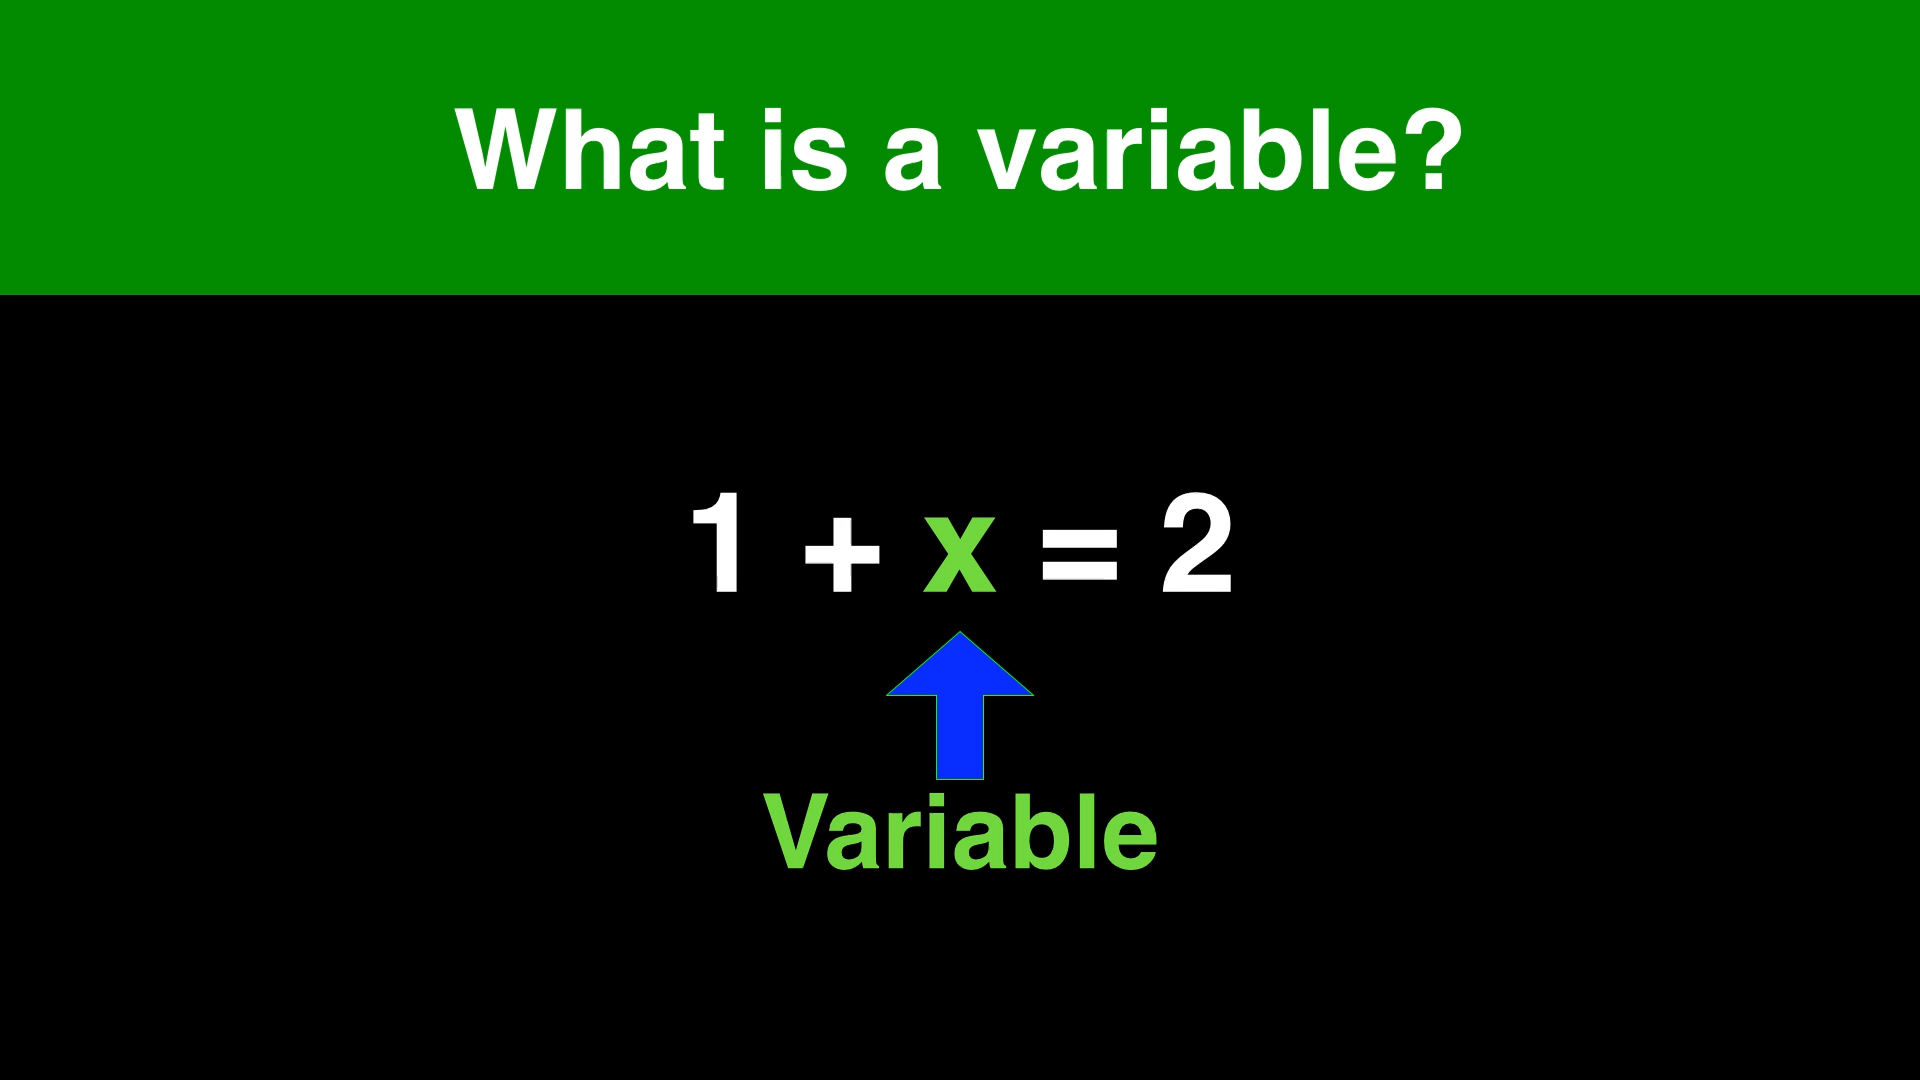 What is a variable?
1 + x = 2
Variable